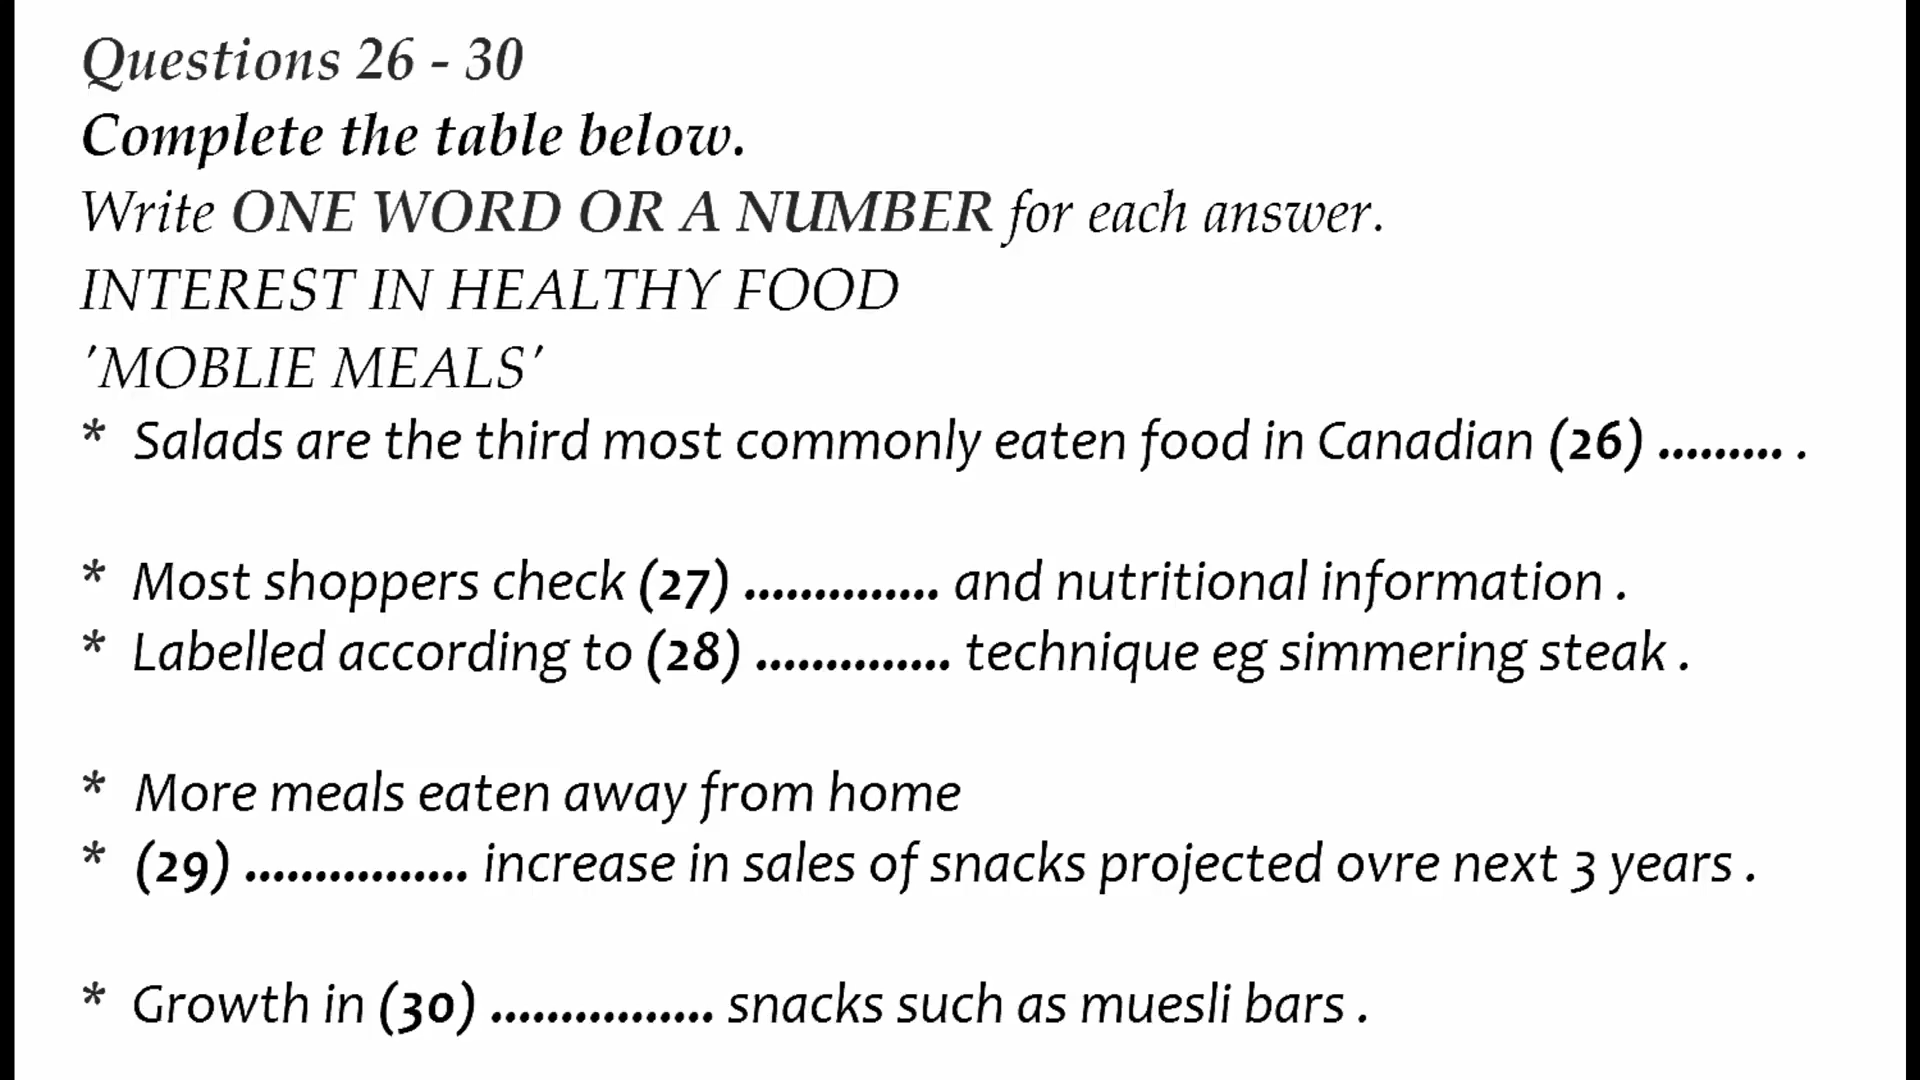 Questions 26 - 30
Complete the table below.
Write ONE WORD OR A NUMBER for each answer.
INTEREST IN HEALTHY FOOD
'MOBLIE MEALS'
* Salads are the third most commonly eaten food in Canadian (26) ......... .
* Most shoppers check (27) .............. and nutritional information .
* Labelled according to (28) .............. technique eg simmering steak .
* More meals eaten away from home
* (29) ................ increase in sales of snacks projected ovre next 3 years .
* Growth in (30) ................ snacks such as muesli bars .